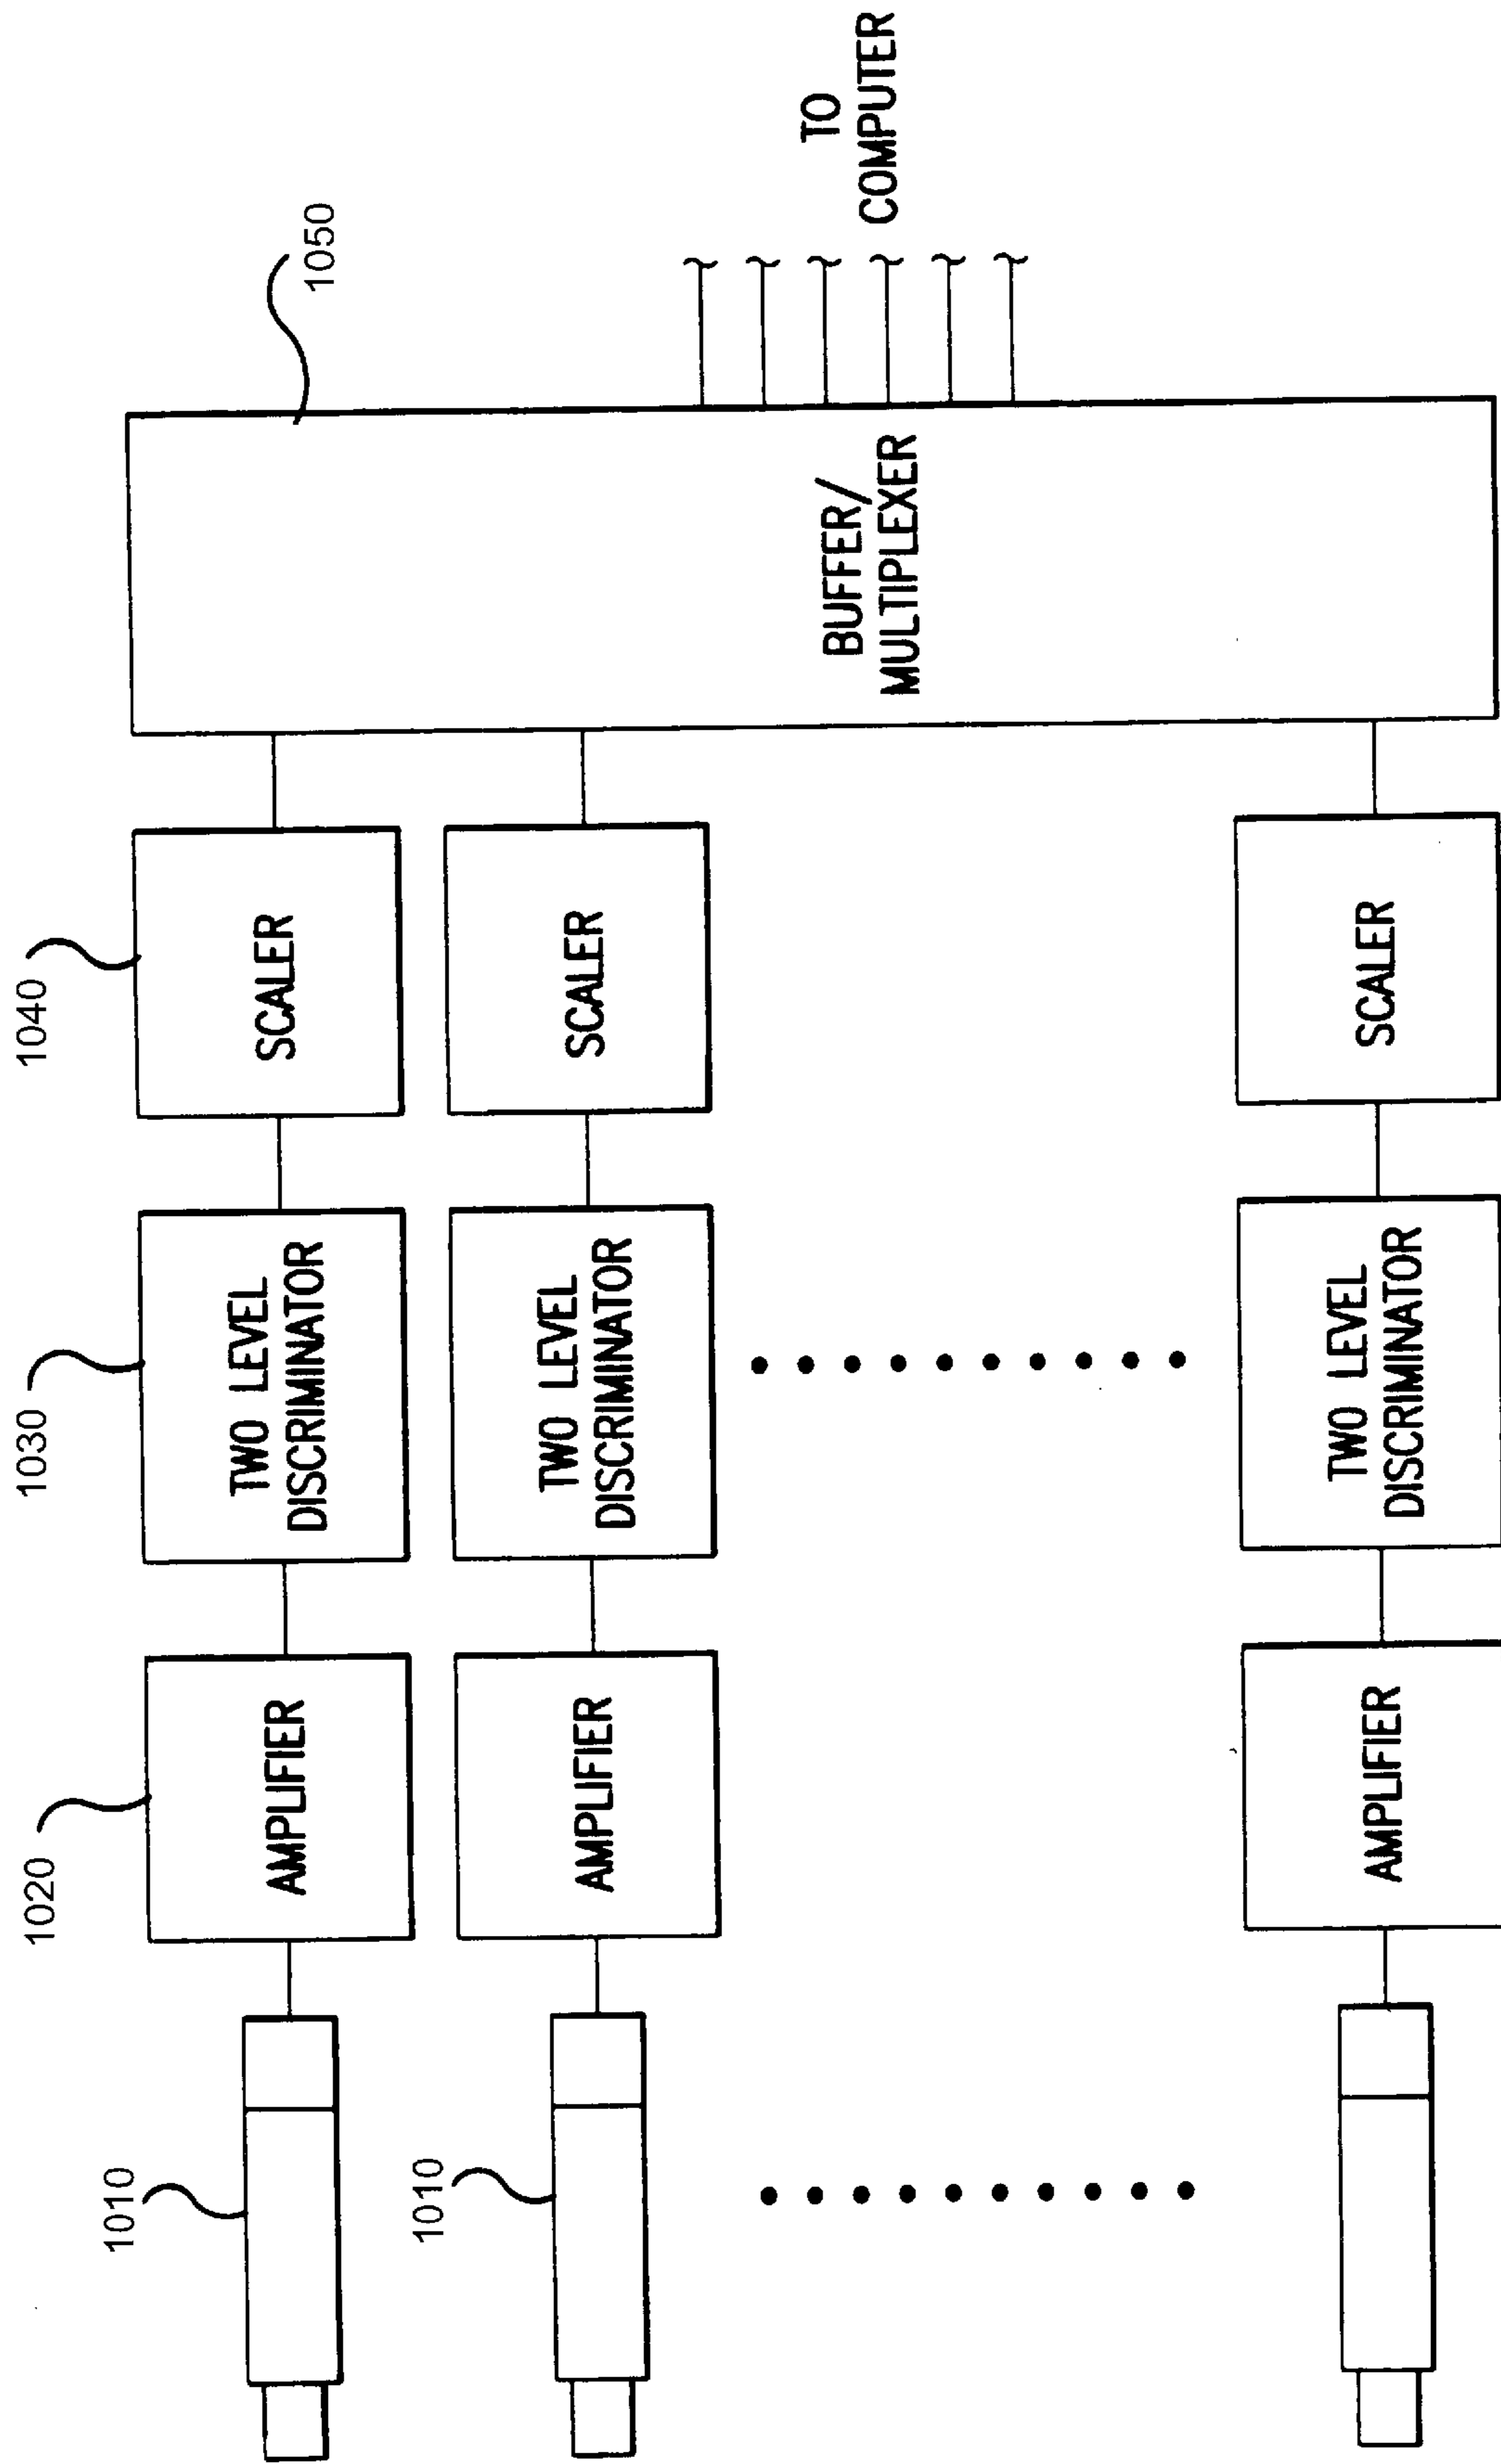 1010
1020
1030
1040
1050
AMPLIFIER
TWO LEVEL
DISCRIMINATOR
SCALER
1010
AMPLIFIER
TWO LEVEL
DISCRIMINATOR
SCALER
BUFFER/
MULTIPLEXER
TO
COMPUTER
AMPLIFIER
TWO LEVEL
DISCRIMINATOR
SCALER